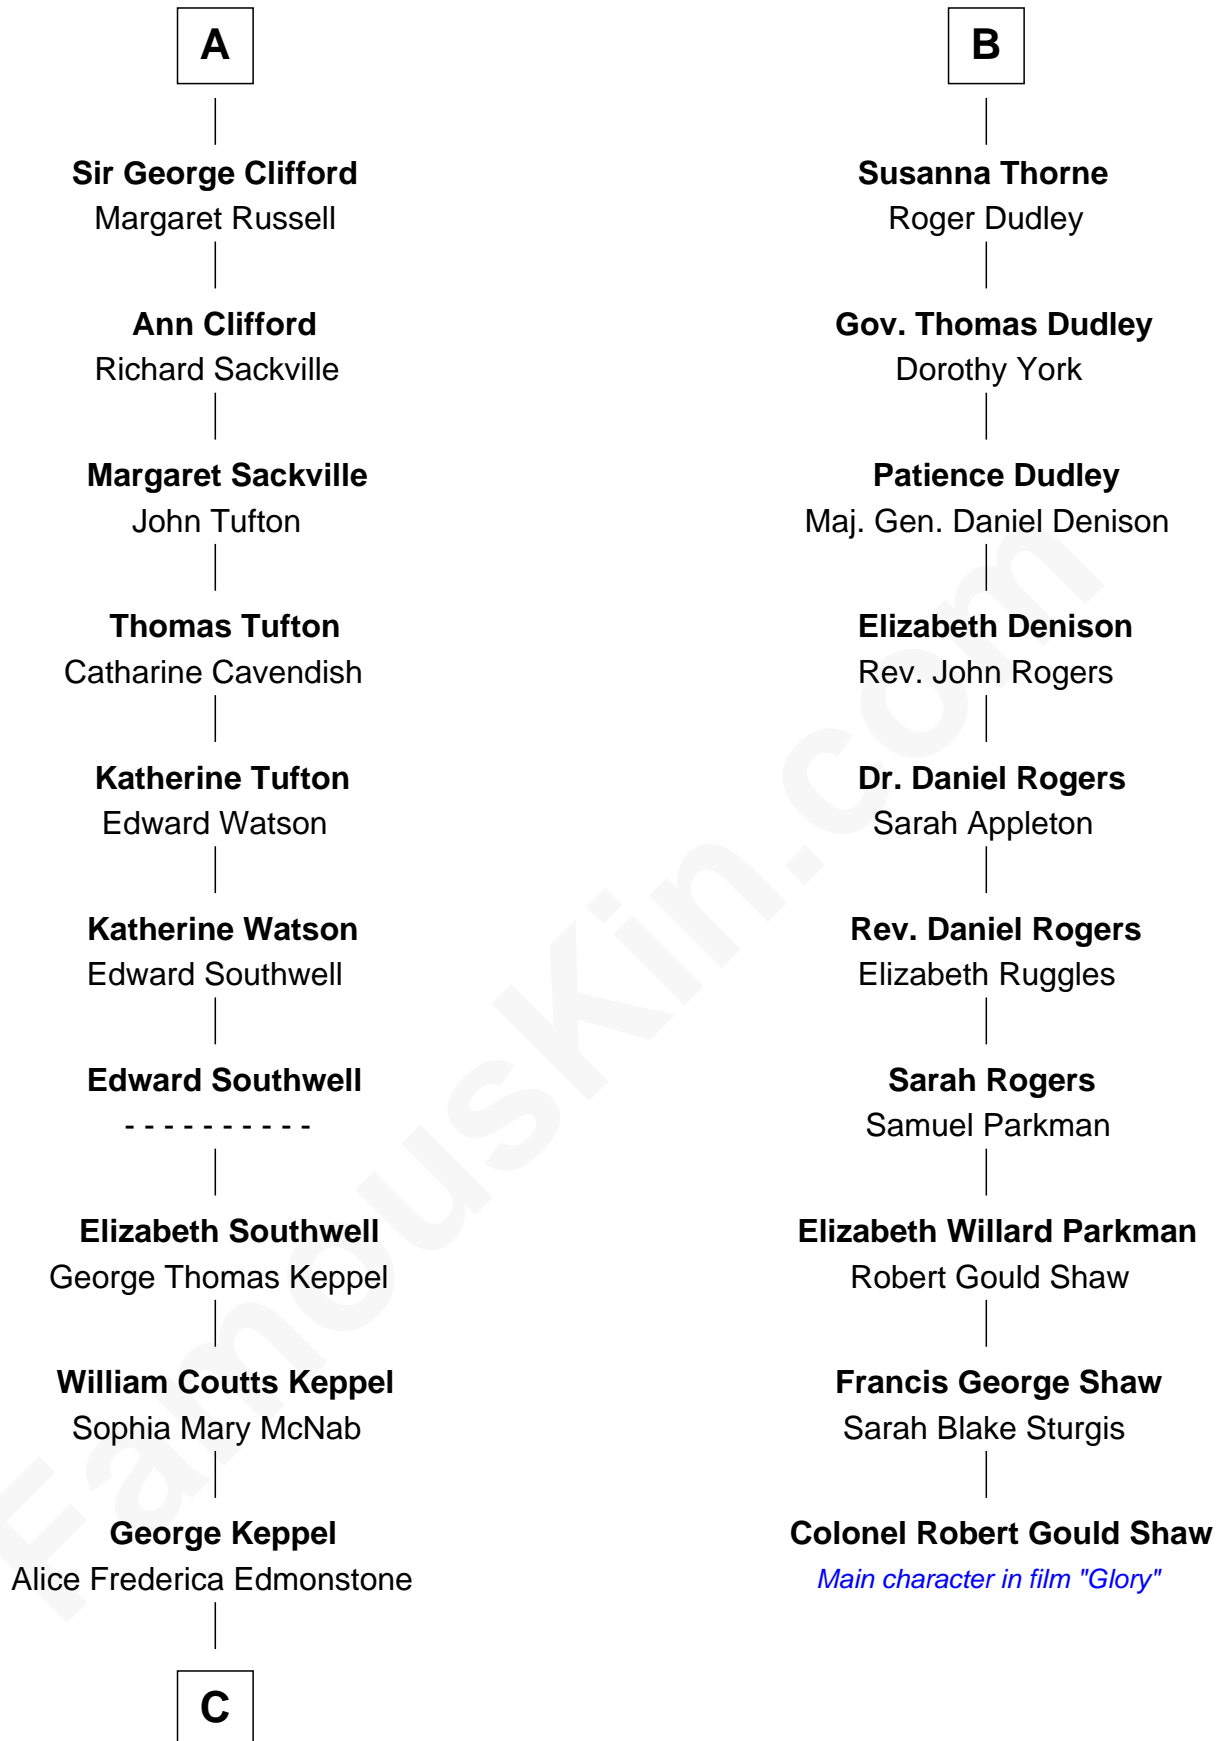 A
Sir George Clifford
Margaret Russell
Ann Clifford
Richard Sackville
Margaret Sackville
John Tufton
Thomas Tufton
Catharine Cavendish
Katherine Tufton
Edward Watson
Katherine Watson
Edward Southwell
Edward Southwell
- - - - - - - - - -
Elizabeth Southwell
George Thomas Keppel
William Coutts Keppel
Sophia Mary McNab
George Keppel
Alice Frederica Edmonstone
C
B
Susanna Thorne
Roger Dudley
Gov. Thomas Dudley
Dorothy York
Patience Dudley
Maj. Gen. Daniel Denison
Elizabeth Denison
Rev. John Rogers
Dr. Daniel Rogers
Sarah Appleton
Rev. Daniel Rogers
Elizabeth Ruggles
Sarah Rogers
Samuel Parkman
Elizabeth Willard Parkman
Robert Gould Shaw
Francis George Shaw
Sarah Blake Sturgis
Colonel Robert Gould Shaw
Main character in film "Glory"
FamousKin.com